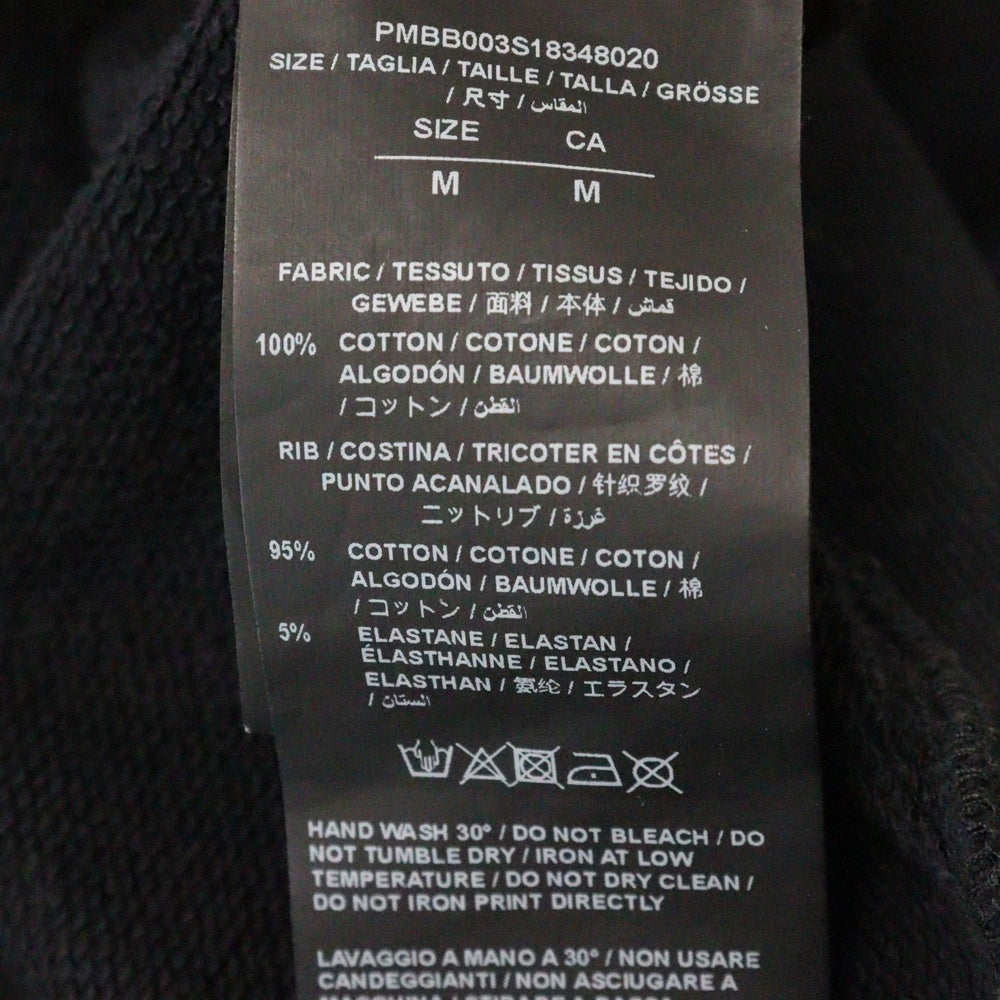 PMBB003S18348020
SIZE / TAGLIA / TAILLE / TALLA / GRÖSSE
/ 尺寸 / المقاس
SIZE CA
M M
FABRIC / TESSUTO / TISSUS / TEJIDO /
GEWEBE / 面料 / 本体 / قماش
100% COTTON / COTONE / COTON /
ALGODÓN / BAUMWOLLE / 棉
/ コットン / القطن
RIB / COSTINA / TRICOTER EN CÔTES /
PUNTO ACANALADO / 针织罗纹 /
ニットリブ / غرزة
95% COTTON / COTONE / COTON /
ALGODÓN / BAUMWOLLE / 棉
/ コットン / القطن
5% ELASTANE / ELASTAN /
ÉLASTHANNE / ELASTANO /
ELASTHAN / 氨纶 / エラスタン
/ الستان
HAND WASH 30° / DO NOT BLEACH / DO
NOT TUMBLE DRY / IRON AT LOW
TEMPERATURE / DO NOT DRY CLEAN /
DO NOT IRON PRINT DIRECTLY
LAVAGGIO A MANO A 30° / NON USARE
CANDEGGIANTI / NON ASCIUGARE A